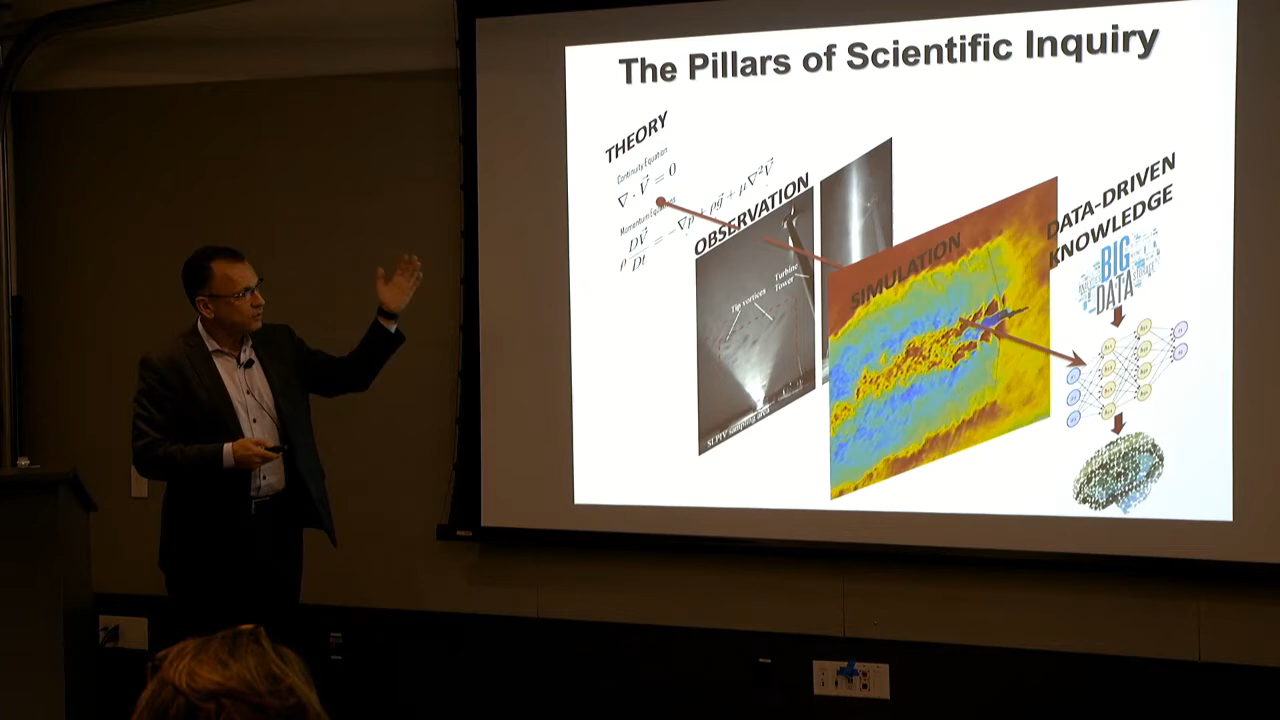 The Pillars of Scientific Inquiry
THEORY
Continuity Equation
∇ · V⃗ = 0
Momentum Equations
ρ DV⃗/Dt = −∇p + ρg⃗ + μ∇²V⃗
OBSERVATION
Tip vortices
Turbine
Tower
SLPIV sampling area
SIMULATION
DATA-DRIVEN
KNOWLEDGE
BIG
DATA